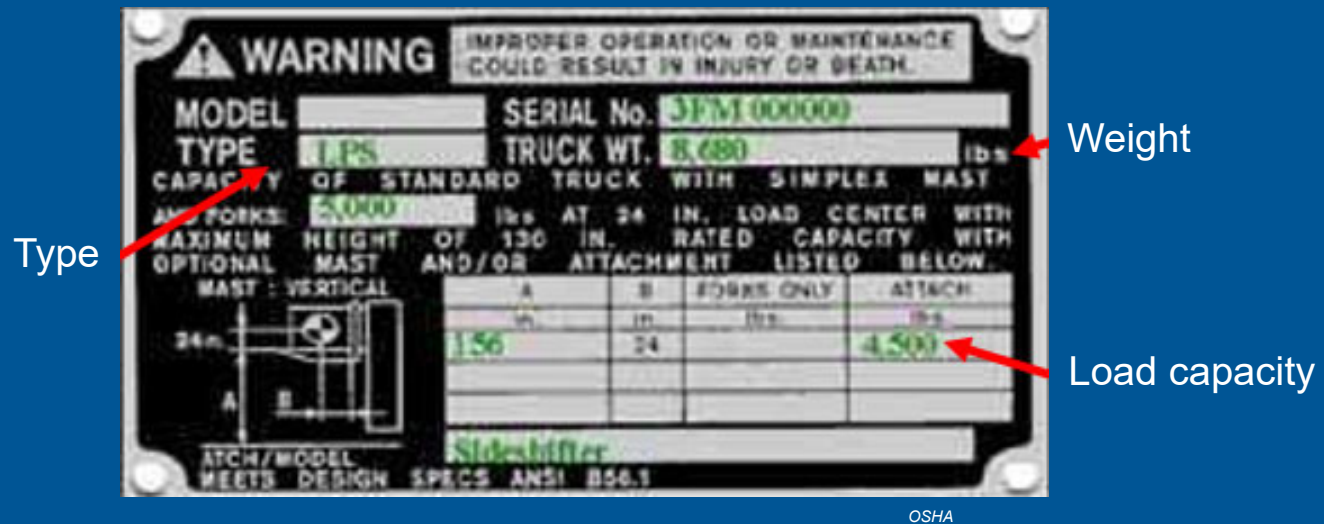 WARNING IMPROPER OPERATION OR MAINTENANCE
COULD RESULT IN INJURY OR DEATH.
MODEL SERIAL No. 3FM 000000
TYPE LPS TRUCK WT. 8,680 lbs
Weight
CAPACITY OF STANDARD TRUCK WITH SIMPLEX MAST
AND FORKS: 5,000 lbs AT 24 IN. LOAD CENTER WITH
Type
MAXIMUM HEIGHT OF 130 IN. RATED CAPACITY WITH
OPTIONAL MAST AND/OR ATTACHMENT LISTED BELOW.
MAST : VERTICAL A B FORKS ONLY ATTACH
in. in lbs. lbs.
24in. 156 24 4,500
Load capacity
A B
Sideshifter
ATCH/MODEL
MEETS DESIGN SPECS ANSI B56.1
OSHA